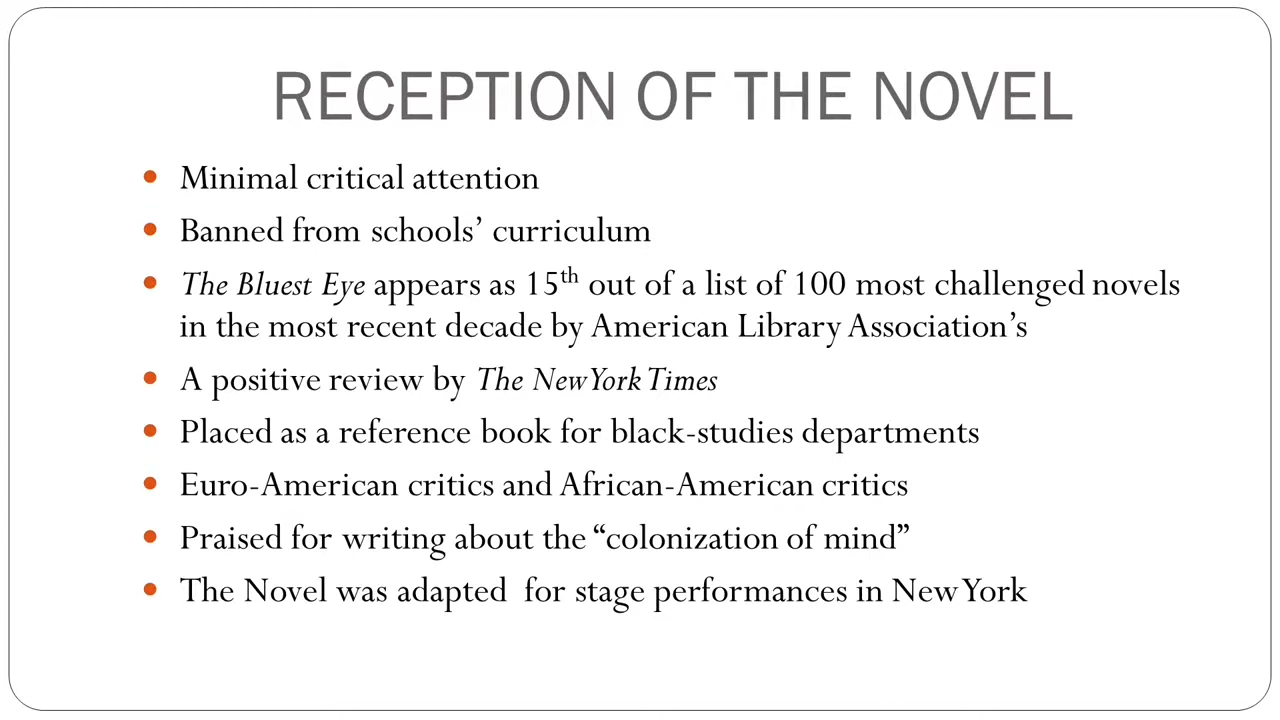 RECEPTION OF THE NOVEL
• Minimal critical attention
• Banned from schools’ curriculum
• The Bluest Eye appears as 15th out of a list of 100 most challenged novels
in the most recent decade by American Library Association’s
• A positive review by The New York Times
• Placed as a reference book for black-studies departments
• Euro-American critics and African-American critics
• Praised for writing about the “colonization of mind”
• The Novel was adapted  for stage performances in New York